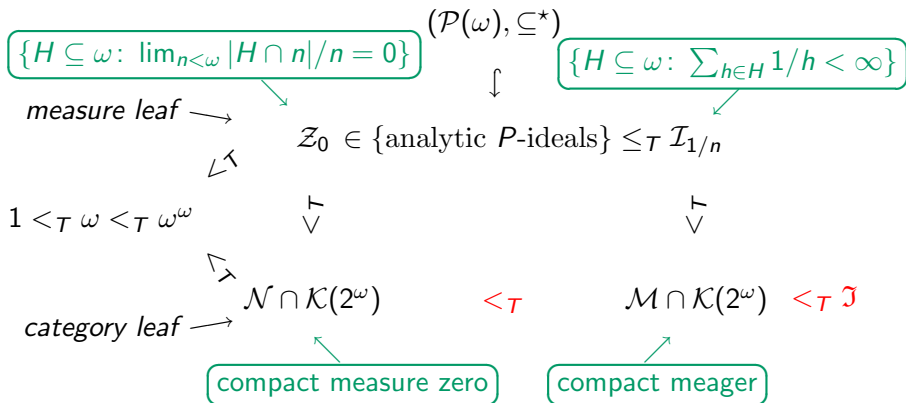 (𝒫(ω), ⊆*)
{H ⊆ ω: lim_{n<ω} |H ∩ n|/n = 0}
{H ⊆ ω: ∑_{h∈H} 1/h < ∞}
measure leaf
𝒵₀ ∈ {analytic P-ideals} ≤_T ℐ_{1/n}
<_T
1 <_T ω <_T ω^ω
<_T <_T
<_T
𝒩 ∩ 𝒦(2^ω) <_T ℳ ∩ 𝒦(2^ω) <_T ℑ
category leaf
compact measure zero compact meager